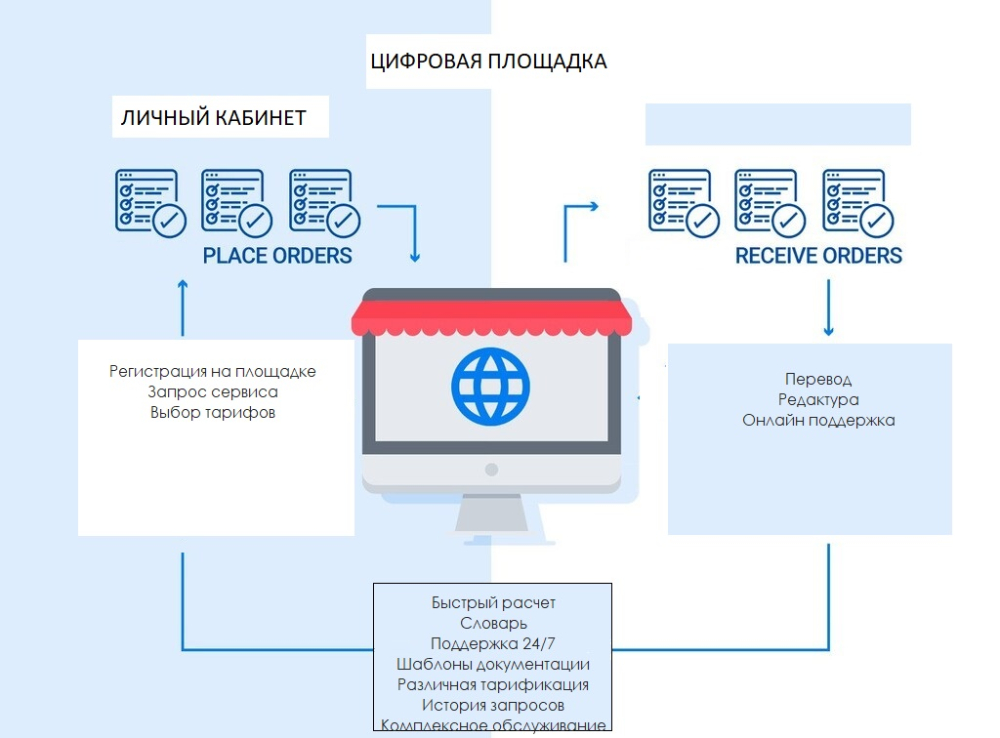 ЦИФРОВАЯ ПЛОЩАДКА
ЛИЧНЫЙ КАБИНЕТ
PLACE ORDERS
RECEIVE ORDERS
Регистрация на площадке
Запрос сервиса
Выбор тарифов
Перевод
Редактура
Онлайн поддержка
Быстрый расчет
Словарь
Поддержка 24/7
Шаблоны документации
Различная тарификация
История запросов
Комплексное обслуживание